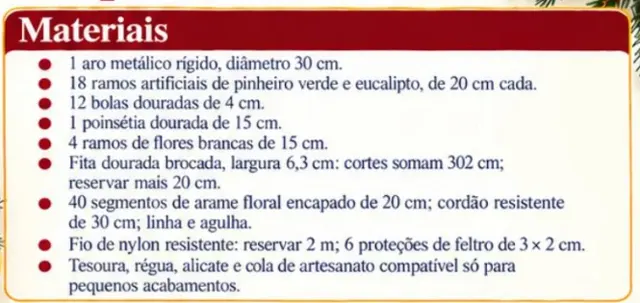 Materiais
● 1 aro metálico rígido, diâmetro 30 cm.
● 18 ramos artificiais de pinheiro verde e eucalipto, de 20 cm cada.
● 12 bolas douradas de 4 cm.
● 1 poinsétia dourada de 15 cm.
● 4 ramos de flores brancas de 15 cm.
● Fita dourada brocada, largura 6,3 cm: cortes somam 302 cm;
reservar mais 20 cm.
● 40 segmentos de arame floral encapado de 20 cm; cordão resistente
de 30 cm; linha e agulha.
● Fio de nylon resistente: reservar 2 m; 6 proteções de feltro de 3 × 2 cm.
● Tesoura, régua, alicate e cola de artesanato compatível só para
pequenos acabamentos.